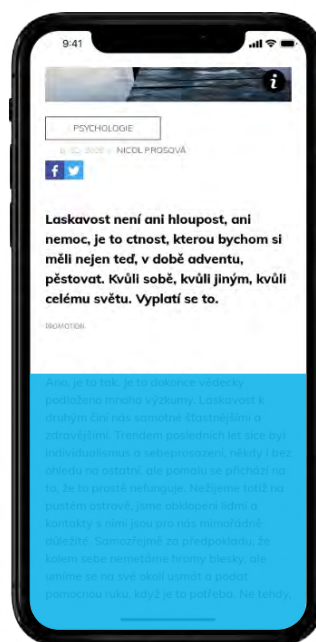 9:41
PSYCHOLOGIE
NICOL PROSOVÁ
Laskavost není ani hloupost, ani
nemoc, je to ctnost, kterou bychom si
měli nejen teď, v době adventu,
pěstovat. Kvůli sobě, kvůli jiným, kvůli
celému světu. Vyplatí se to.
PROMOTION
Ano, je to tak. Je to dokonce vědecky
podloženo mnoha výzkumy. Laskavost k
druhým činí nás samotné šťastnějšími a
zdravějšími. Trendem posledních let sice byl
individualismus a sebeprosazení, někdy i bez
ohledu na ostatní, ale pomalu se přichází na
to, že to prostě nefunguje. Nežijeme totiž na
pustém ostrově, jsme obklopeni lidmi a
kontakty s nimi jsou pro nás mimořádně
důležité. Samozřejmě za předpokladu, že
kolem sebe nemetáme hromy blesky, ale
umíme se na své okolí usmát a podat
pomocnou ruku, když je to potřeba. Ne tehdy,